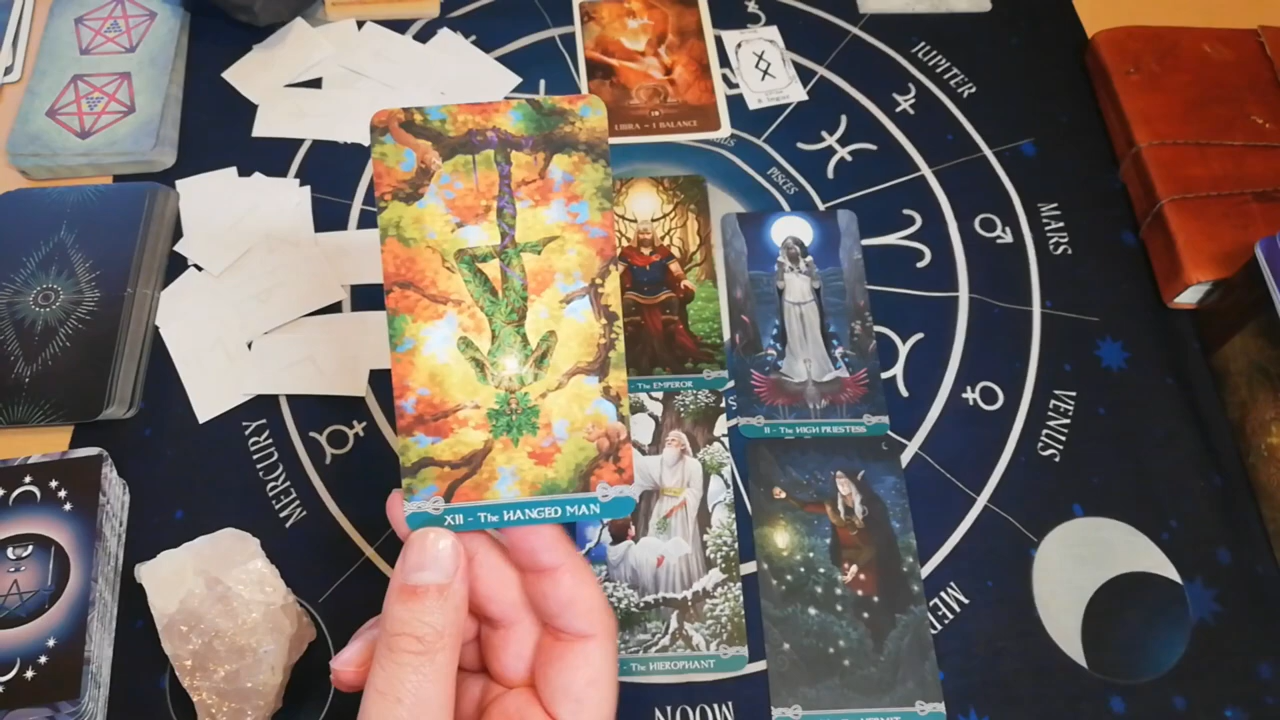 LIBRA ~ I BALANCE
JUPITER
PISCES
MARS
- The EMPEROR
II - The HIGH PRIESTESS
VENUS
MERCURY
XII - The HANGED MAN
- The HIEROPHANT
MOON